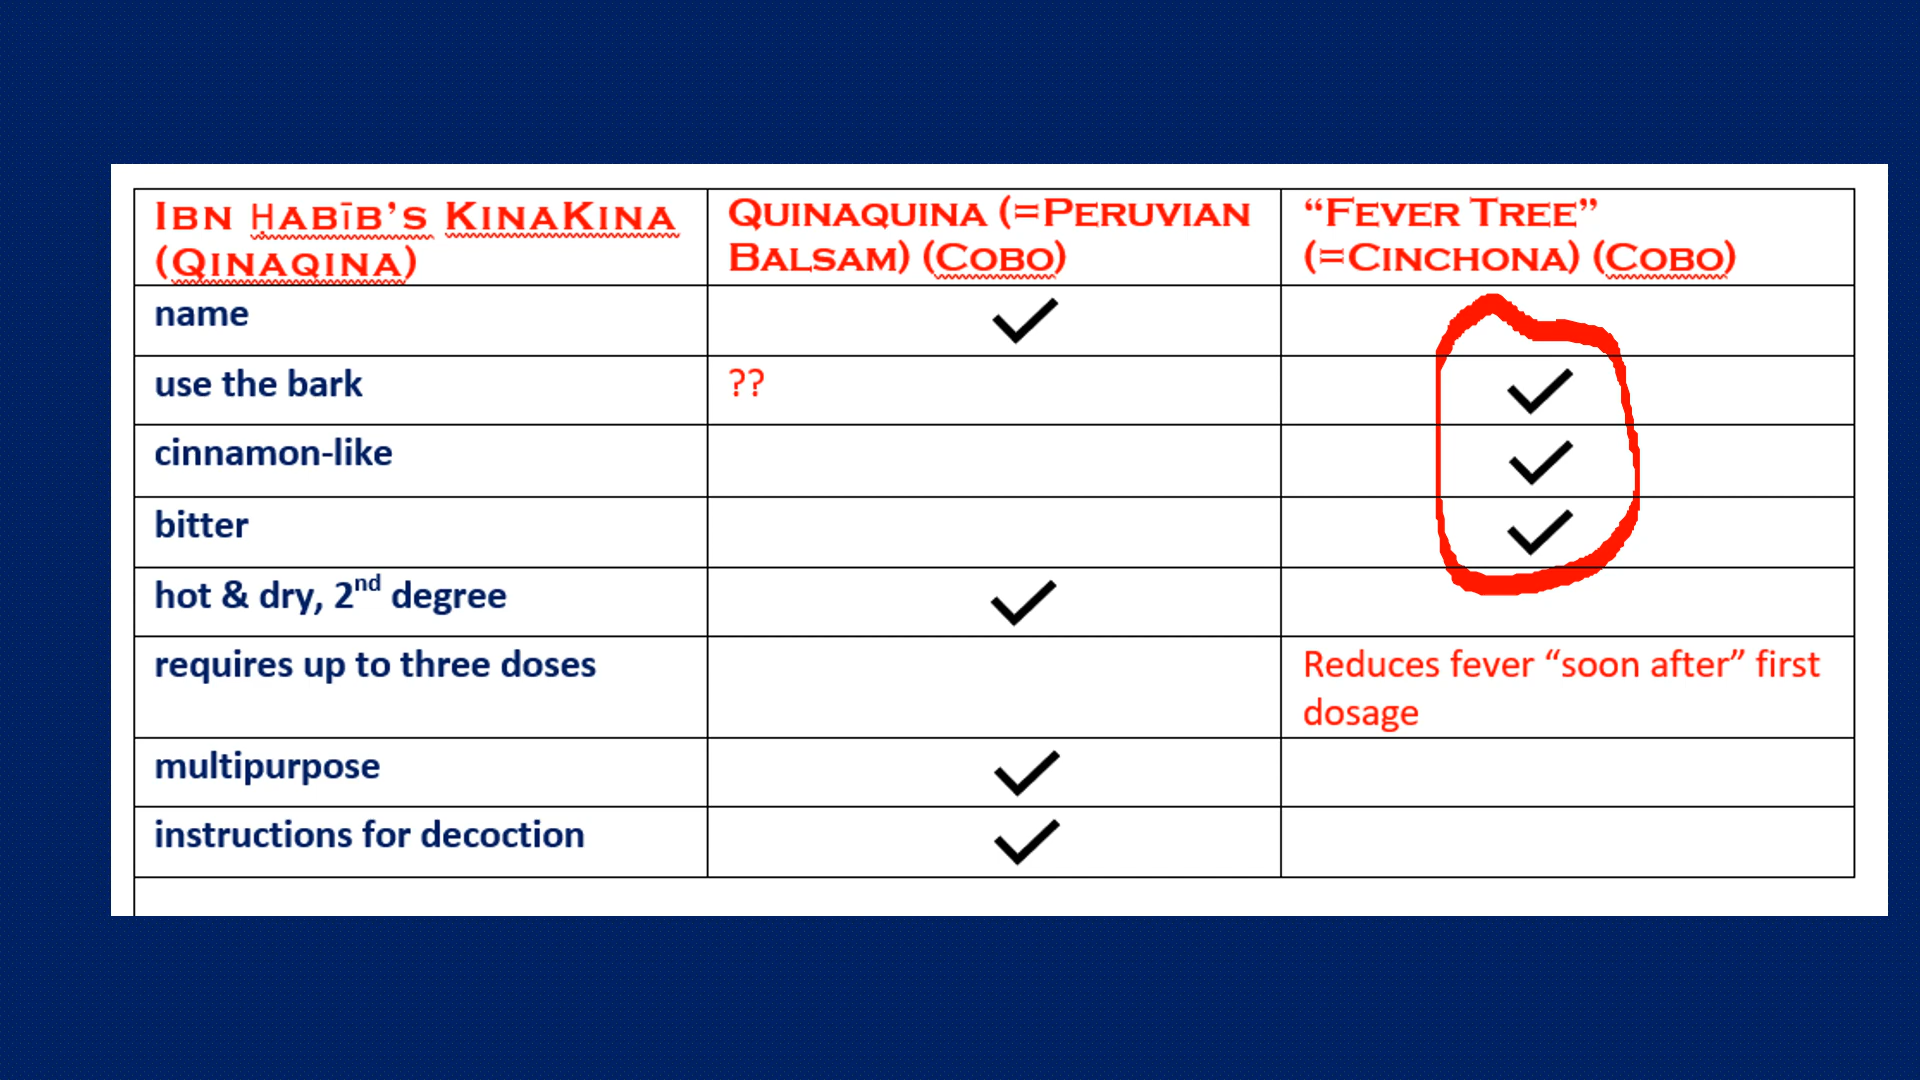 Ibn Ḥabīb’s KinaKina
(Qinaqina)
Quinaquina (=Peruvian
Balsam) (Cobo)
“Fever Tree”
(=Cinchona) (Cobo)
name
use the bark
??
cinnamon-like
bitter
hot & dry, 2nd degree
requires up to three doses
Reduces fever “soon after” first
dosage
multipurpose
instructions for decoction